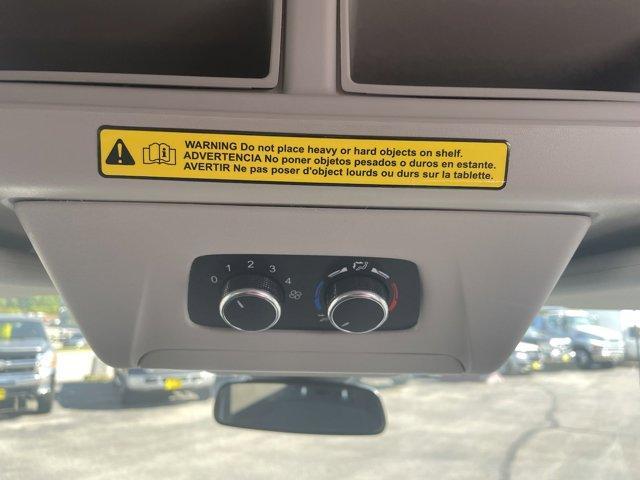 WARNING Do not place heavy or hard objects on shelf.
ADVERTENCIA No poner objetos pesados o duros en estante.
AVERTIR Ne pas poser d'object lourds ou durs sur la tablette.
0 1 2 3 4